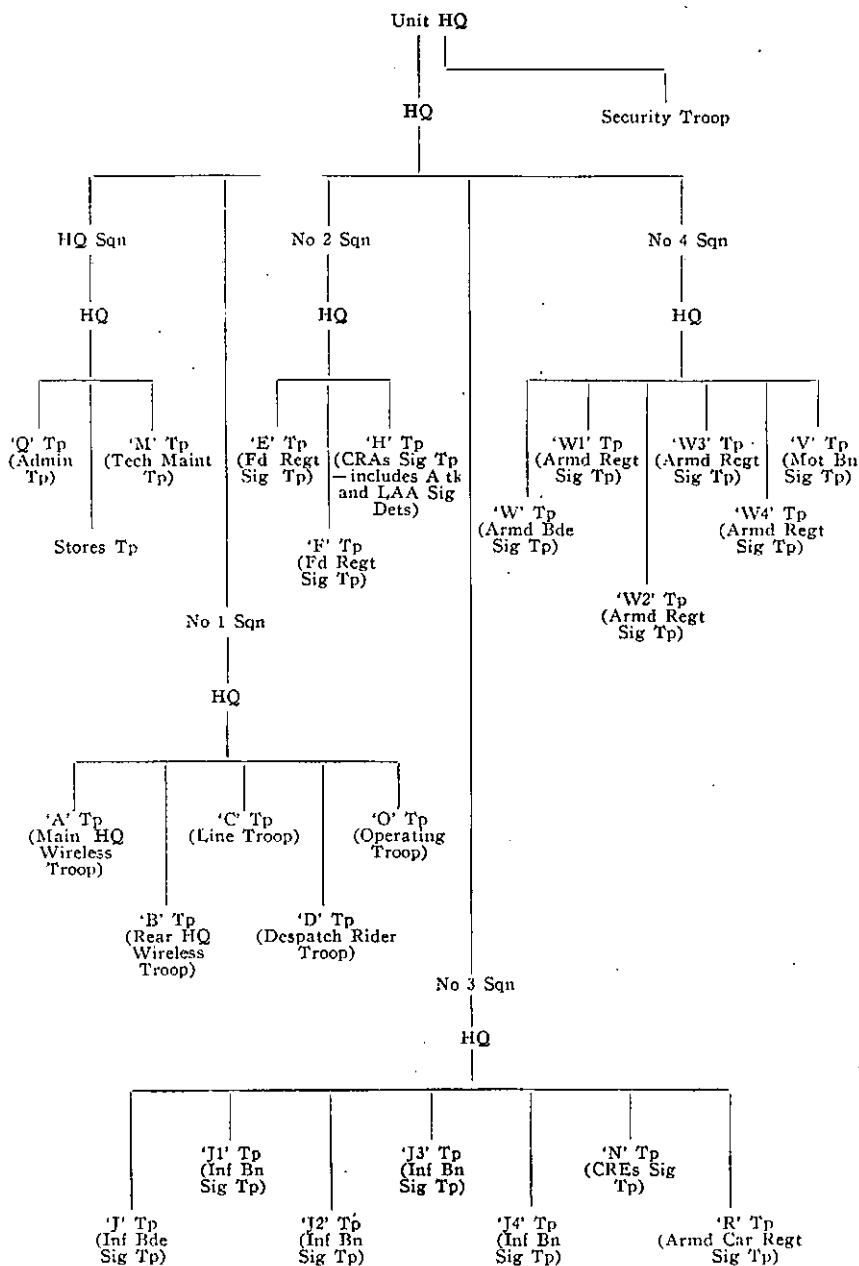 Unit HQ
HQ
Security Troop
HQ Sqn
No 2 Sqn
No 4 Sqn
HQ
HQ
HQ
'Q' Tp
(Admin
Tp)
'M' Tp
(Tech Maint
Tp)
Stores Tp
'E' Tp
(Fd Regt
Sig Tp)
'H' Tp
(CRAs Sig Tp
—includes A tk
and LAA Sig
Dets)
'F' Tp
(Fd Regt
Sig Tp)
'W1' Tp
(Armd Regt
Sig Tp)
'W3' Tp
(Armd Regt
Sig Tp)
'V' Tp
(Mot Bn
Sig Tp)
'W' Tp
(Armd Bde
Sig Tp)
'W4' Tp
(Armd Regt
Sig Tp)
'W2' Tp
(Armd Regt
Sig Tp)
No 1 Sqn
HQ
'A' Tp
(Main HQ
Wireless
Troop)
'C' Tp
(Line Troop)
'O' Tp
(Operating
Troop)
'B' Tp
(Rear HQ
Wireless
Troop)
'D' Tp
(Despatch Rider
Troop)
No 3 Sqn
HQ
'J1' Tp
(Inf Bn
Sig Tp)
'J3' Tp
(Inf Bn
Sig Tp)
'N' Tp
(CREs Sig
Tp)
'J' Tp
(Inf Bde
Sig Tp)
'J2' Tp
(Inf Bn
Sig Tp)
'J4' Tp
(Inf Bn
Sig Tp)
'R' Tp
(Armd Car Regt
Sig Tp)